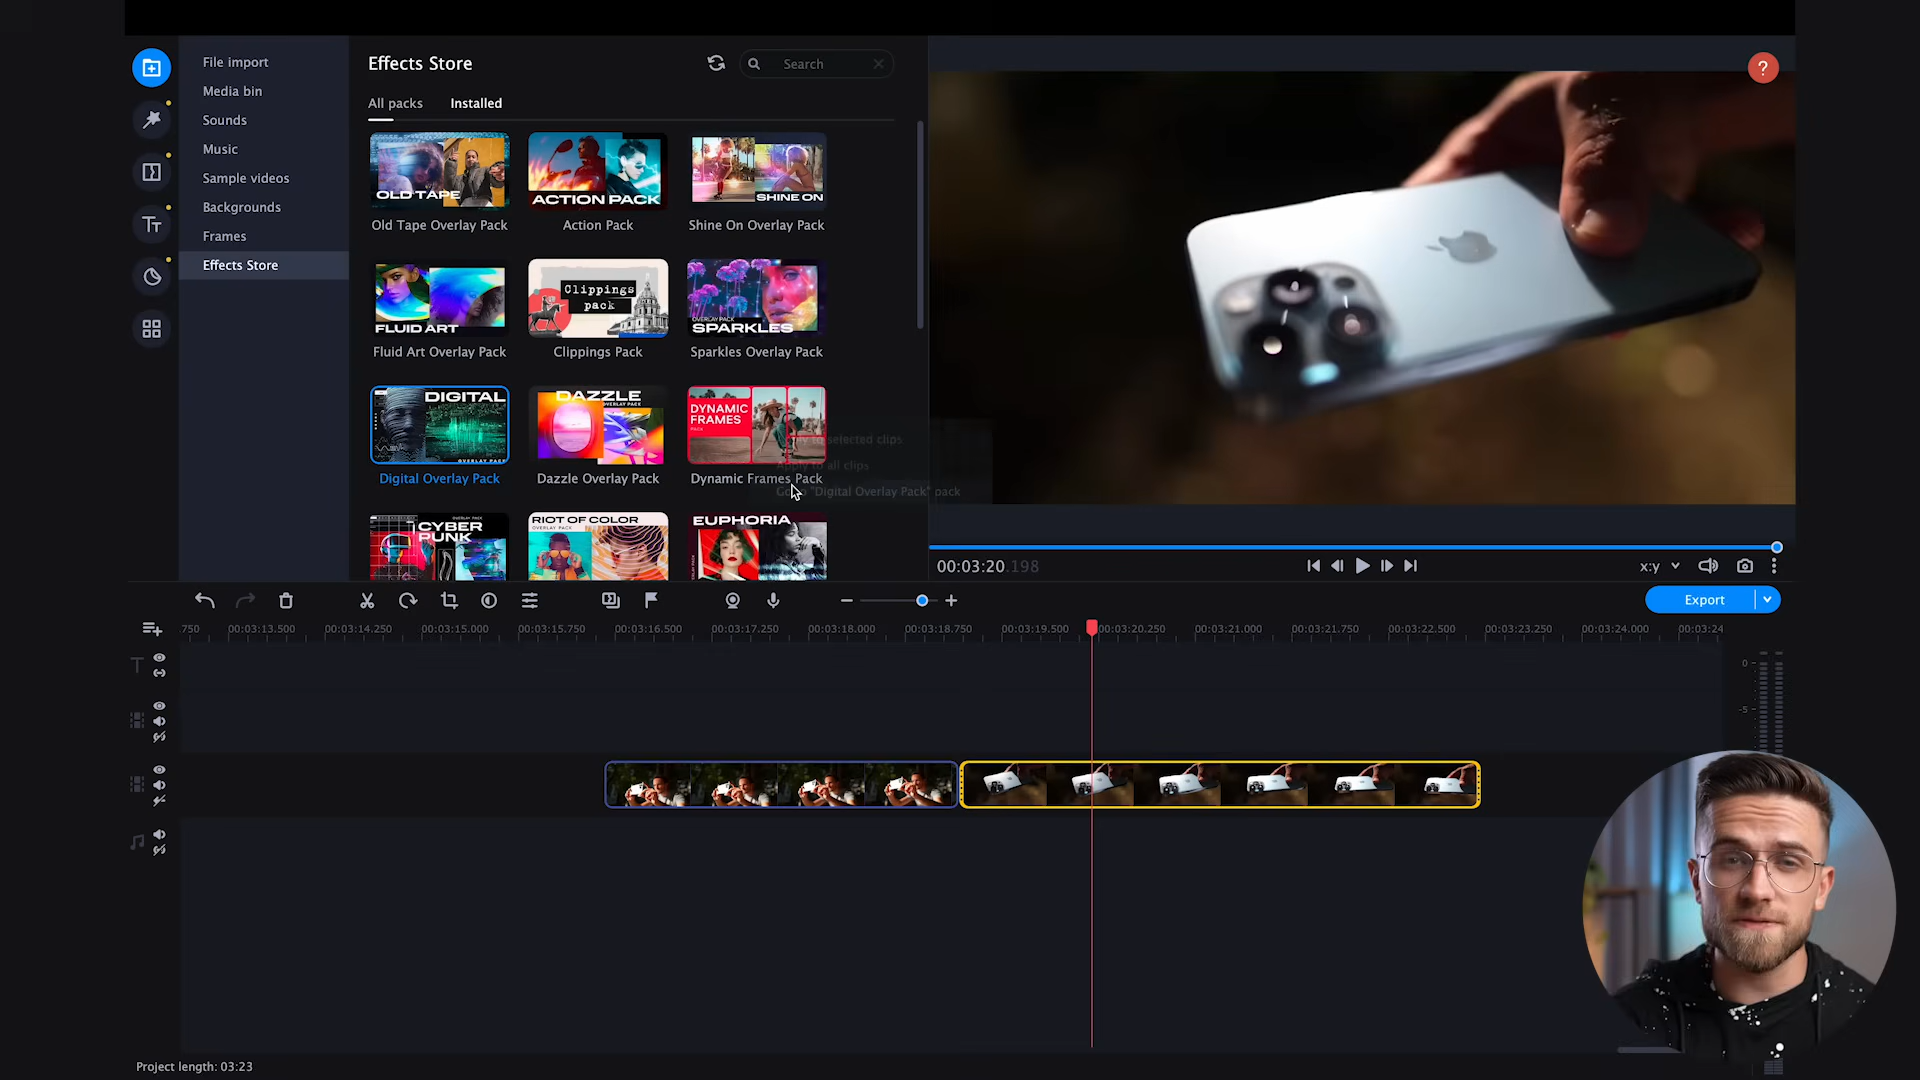 File import
Media bin
Sounds
Music
Sample videos
Backgrounds
Frames
Effects Store
Effects Store
Search
All packs
Installed
OLD TAPE
ACTION PACK
SHINE ON
Old Tape Overlay Pack
Action Pack
Shine On Overlay Pack
FLUID ART
Clippings
pack
OVERLAY PACK
SPARKLES
Fluid Art Overlay Pack
Clippings Pack
Sparkles Overlay Pack
DIGITAL
OVERLAY PACK
DAZZLE
OVERLAY PACK
DYNAMIC
FRAMES
PACK
Digital Overlay Pack
Dazzle Overlay Pack
Dynamic Frames Pack
to selected clips
Apply to all clips
"Digital Overlay Pack" pack
OVERLAY PACK
CYBER
PUNK
RIOT OF COLOR
OVERLAY PACK
EUPHORIA
?
00:03:20.198
x:y
Export
.750
00:03:13.500
00:03:14.250
00:03:15.000
00:03:15.750
00:03:16.500
00:03:17.250
00:03:18.000
00:03:18.750
00:03:19.500
00:03:20.250
00:03:21.000
00:03:21.750
00:03:22.500
00:03:23.250
00:03:24.000
00:03:24
0
-5
Project length: 03:23